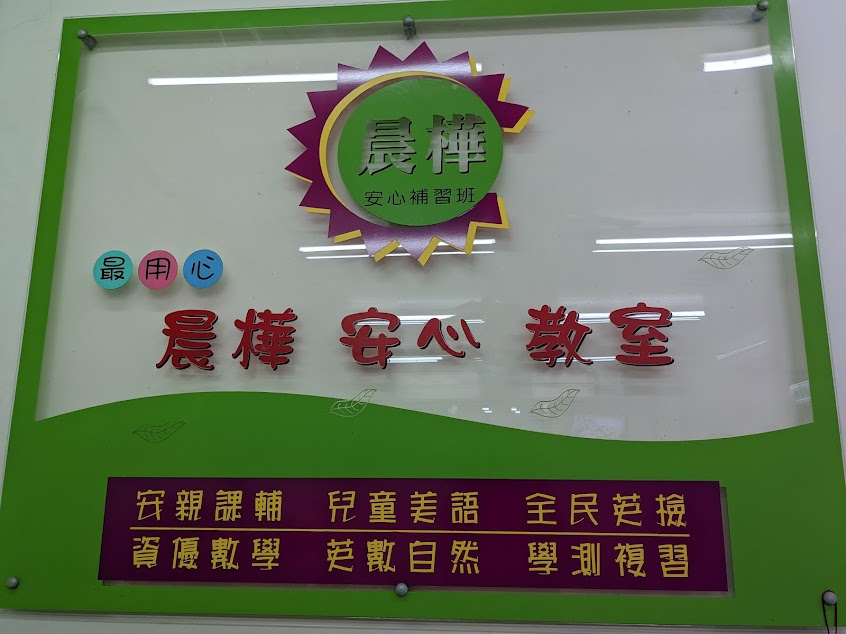 晨樺
安心補習班
最用心
晨樺 安心 教室
安親課輔 兒童美語 全民英檢
資優數學 英數自然 學測複習